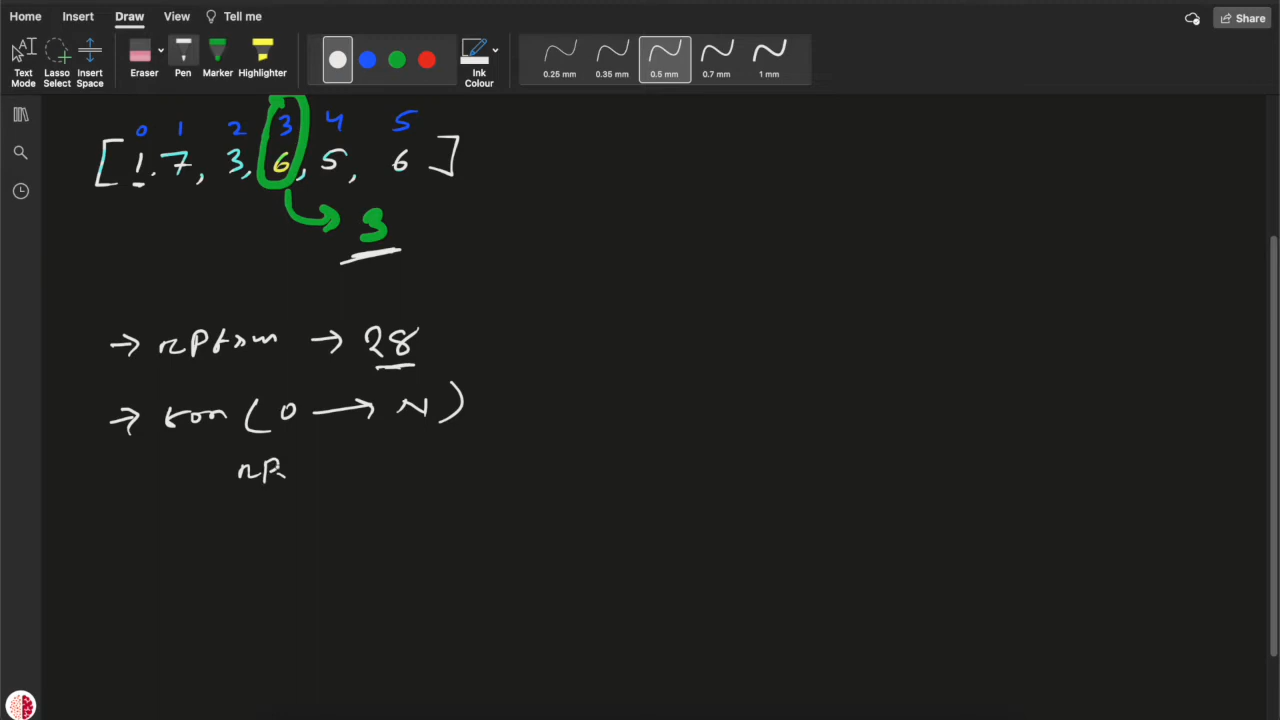 Home Insert Draw View Tell me Share
Text Mode Lasso Select Insert Space Eraser Pen Marker Highlighter Ink Colour 0.25 mm 0.35 mm 0.5 mm 0.7 mm 1 mm
0 1 2 3 4 5
[ 1. 7, 3, 6, 5, 6 ]
3
→ → 28
→ for ( 0 → N )